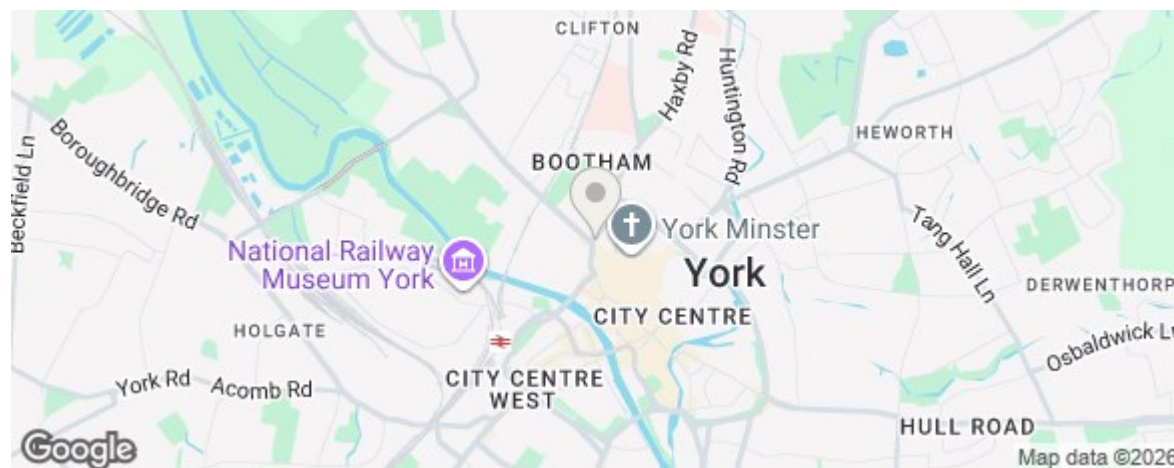 CLIFTON
Haxby Rd
Huntington Rd
HEWORTH
BOOTHAM
Beckfield Ln
Boroughbridge Rd
York Minster
Tang Hall Ln
National Railway
Museum York
York
DERWENTHORP
CITY CENTRE
HOLGATE
Osbaldwick Ln
York Rd
Acomb Rd
CITY CENTRE
WEST
HULL ROAD
Google
Map data ©2026